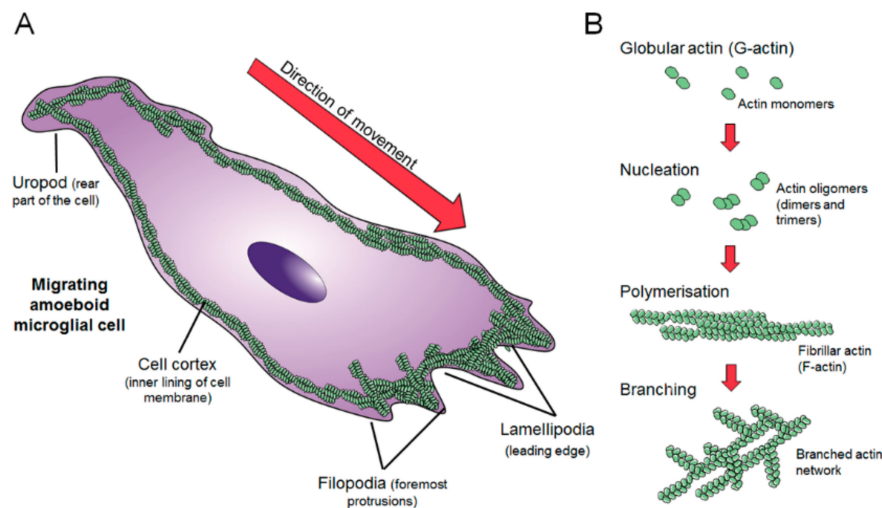 A
Direction of movement
Uropod (rear
part of the cell)
Migrating
amoeboid
microglial cell
Cell cortex
(inner lining of cell
membrane)
Filopodia (foremost
protrusions)
Lamellipodia
(leading edge)
B
Globular actin (G-actin)
Actin monomers
Nucleation
Actin oligomers
(dimers and
trimers)
Polymerisation
Fibrillar actin
(F-actin)
Branching
Branched actin
network